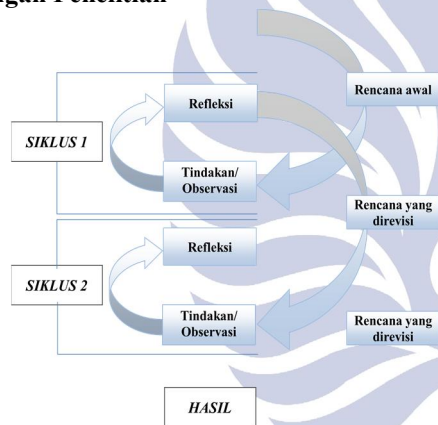 ngan Penelitian
Rencana awal
Refleksi
SIKLUS 1
Tindakan/
Observasi
Rencana yang
direvisi
Refleksi
SIKLUS 2
Tindakan/
Observasi
Rencana yang
direvisi
HASIL